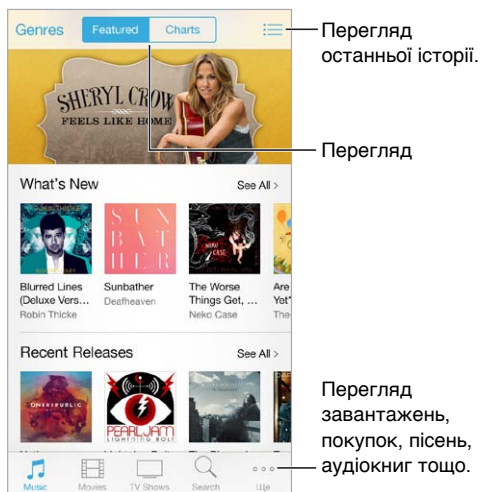 Genres Featured Charts
Перегляд
останньої історії.
SHERYL CROW
FEELS LIKE HOME
Перегляд
What's New See All >
SUN
BAT
HER
NEKO CASE
Blurred Lines
(Deluxe Vers...
Robin Thicke
Sunbather
Deafheaven
The Worse
Things Get, ...
Neko Case
Are
Yet"
The
Recent Releases See All >
ONEREPUBLIC
PEARL JAM
LIGHTNING BOLT
Перегляд
завантажень,
покупок, пісень,
аудіокниг тощо.
Music Movies TV Shows Search Ще